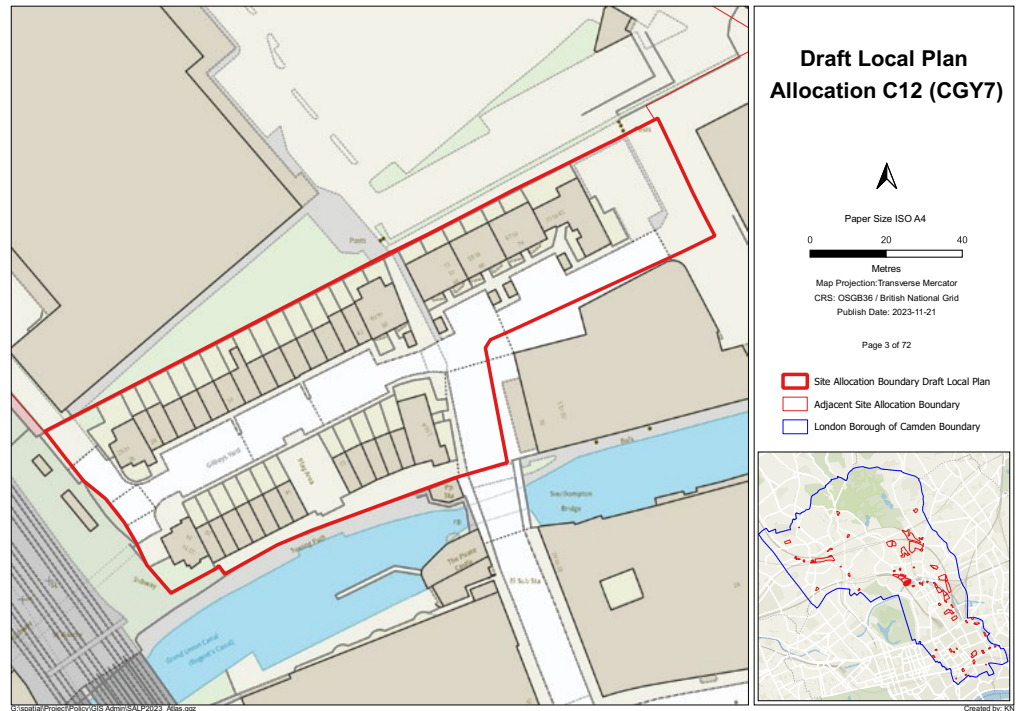 Draft Local Plan
Allocation C12 (CGY7)
Paper Size ISO A4
0 20 40
Metres
Map Projection:Transverse Mercator
CRS: OSGB36 / British National Grid
Publish Date: 2023-11-21
Page 3 of 72
Site Allocation Boundary Draft Local Plan
Adjacent Site Allocation Boundary
London Borough of Camden Boundary
Posts
Posts
Gilbeys Yard
Play Area
Southampton
Bridge
Towing Path
The Pirate
Castle
El Sub Sta
Subway
Grand Union Canal
(Regent's Canal)
G:\spatial\Project\Policy\GIS Admin\SALP2023_Atlas.qgz
Created by: KN